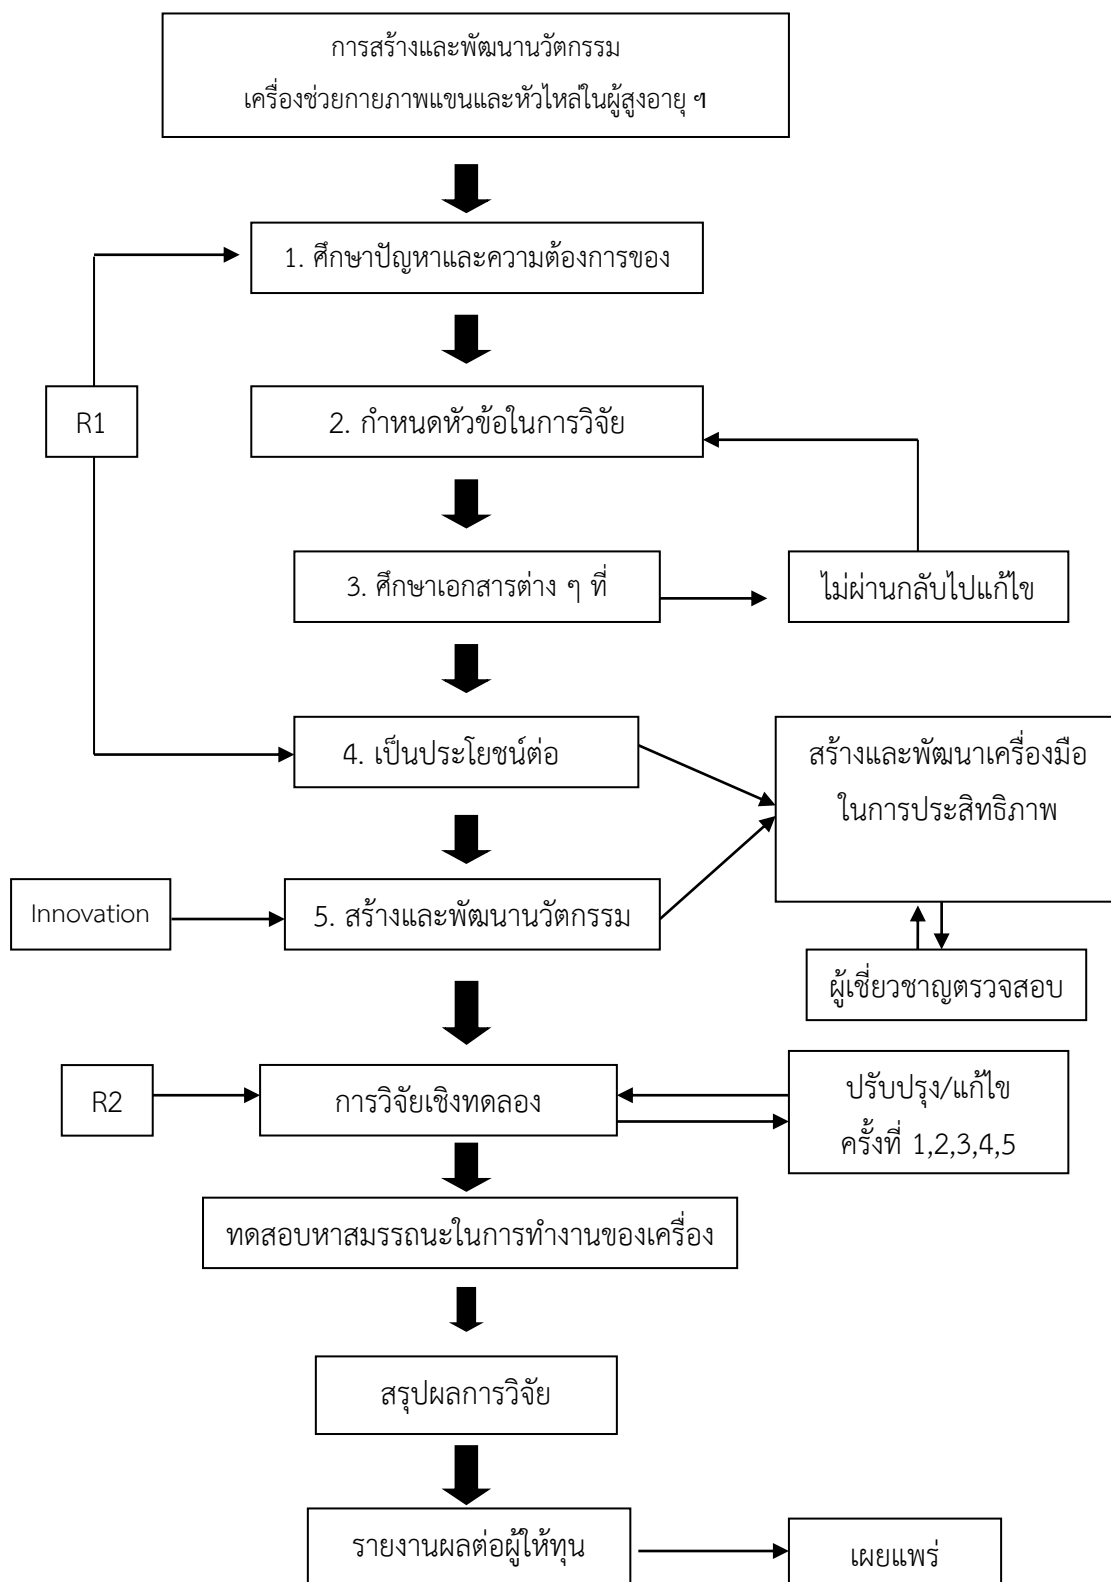 การสร้างและพัฒนานวัตกรรม
เครื่องช่วยกายภาพแขนและหัวไหล่ในผู้สูงอายุ ฯ
1. ศึกษาปัญหาและความต้องการของ
R1
2. กำหนดหัวข้อในการวิจัย
3. ศึกษาเอกสารต่าง ๆ ที่
ไม่ผ่านกลับไปแก้ไข
4. เป็นประโยชน์ต่อ
สร้างและพัฒนาเครื่องมือ
ในการประสิทธิภาพ
Innovation
5. สร้างและพัฒนานวัตกรรม
ผู้เชี่ยวชาญตรวจสอบ
R2
การวิจัยเชิงทดลอง
ปรับปรุง/แก้ไข
ครั้งที่ 1,2,3,4,5
ทดสอบหาสมรรถนะในการทำงานของเครื่อง
สรุปผลการวิจัย
รายงานผลต่อผู้ให้ทุน
เผยแพร่